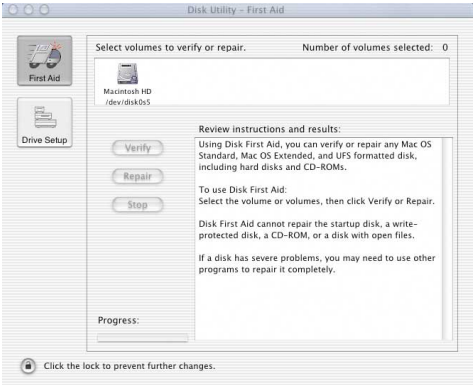 Disk Utility – First Aid
Select volumes to verify or repair.
Number of volumes selected: 0
First Aid
Macintosh HD
/dev/disk0s5
Drive Setup
Verify
Repair
Stop
Review instructions and results:
Using Disk First Aid, you can verify or repair any Mac OS
Standard, Mac OS Extended, and UFS formatted disk,
including hard disks and CD-ROMs.
To use Disk First Aid:
Select the volume or volumes, then click Verify or Repair.
Disk First Aid cannot repair the startup disk, a write-
protected disk, a CD-ROM, or a disk with open files.
If a disk has severe problems, you may need to use other
programs to repair it completely.
Progress:
Click the lock to prevent further changes.